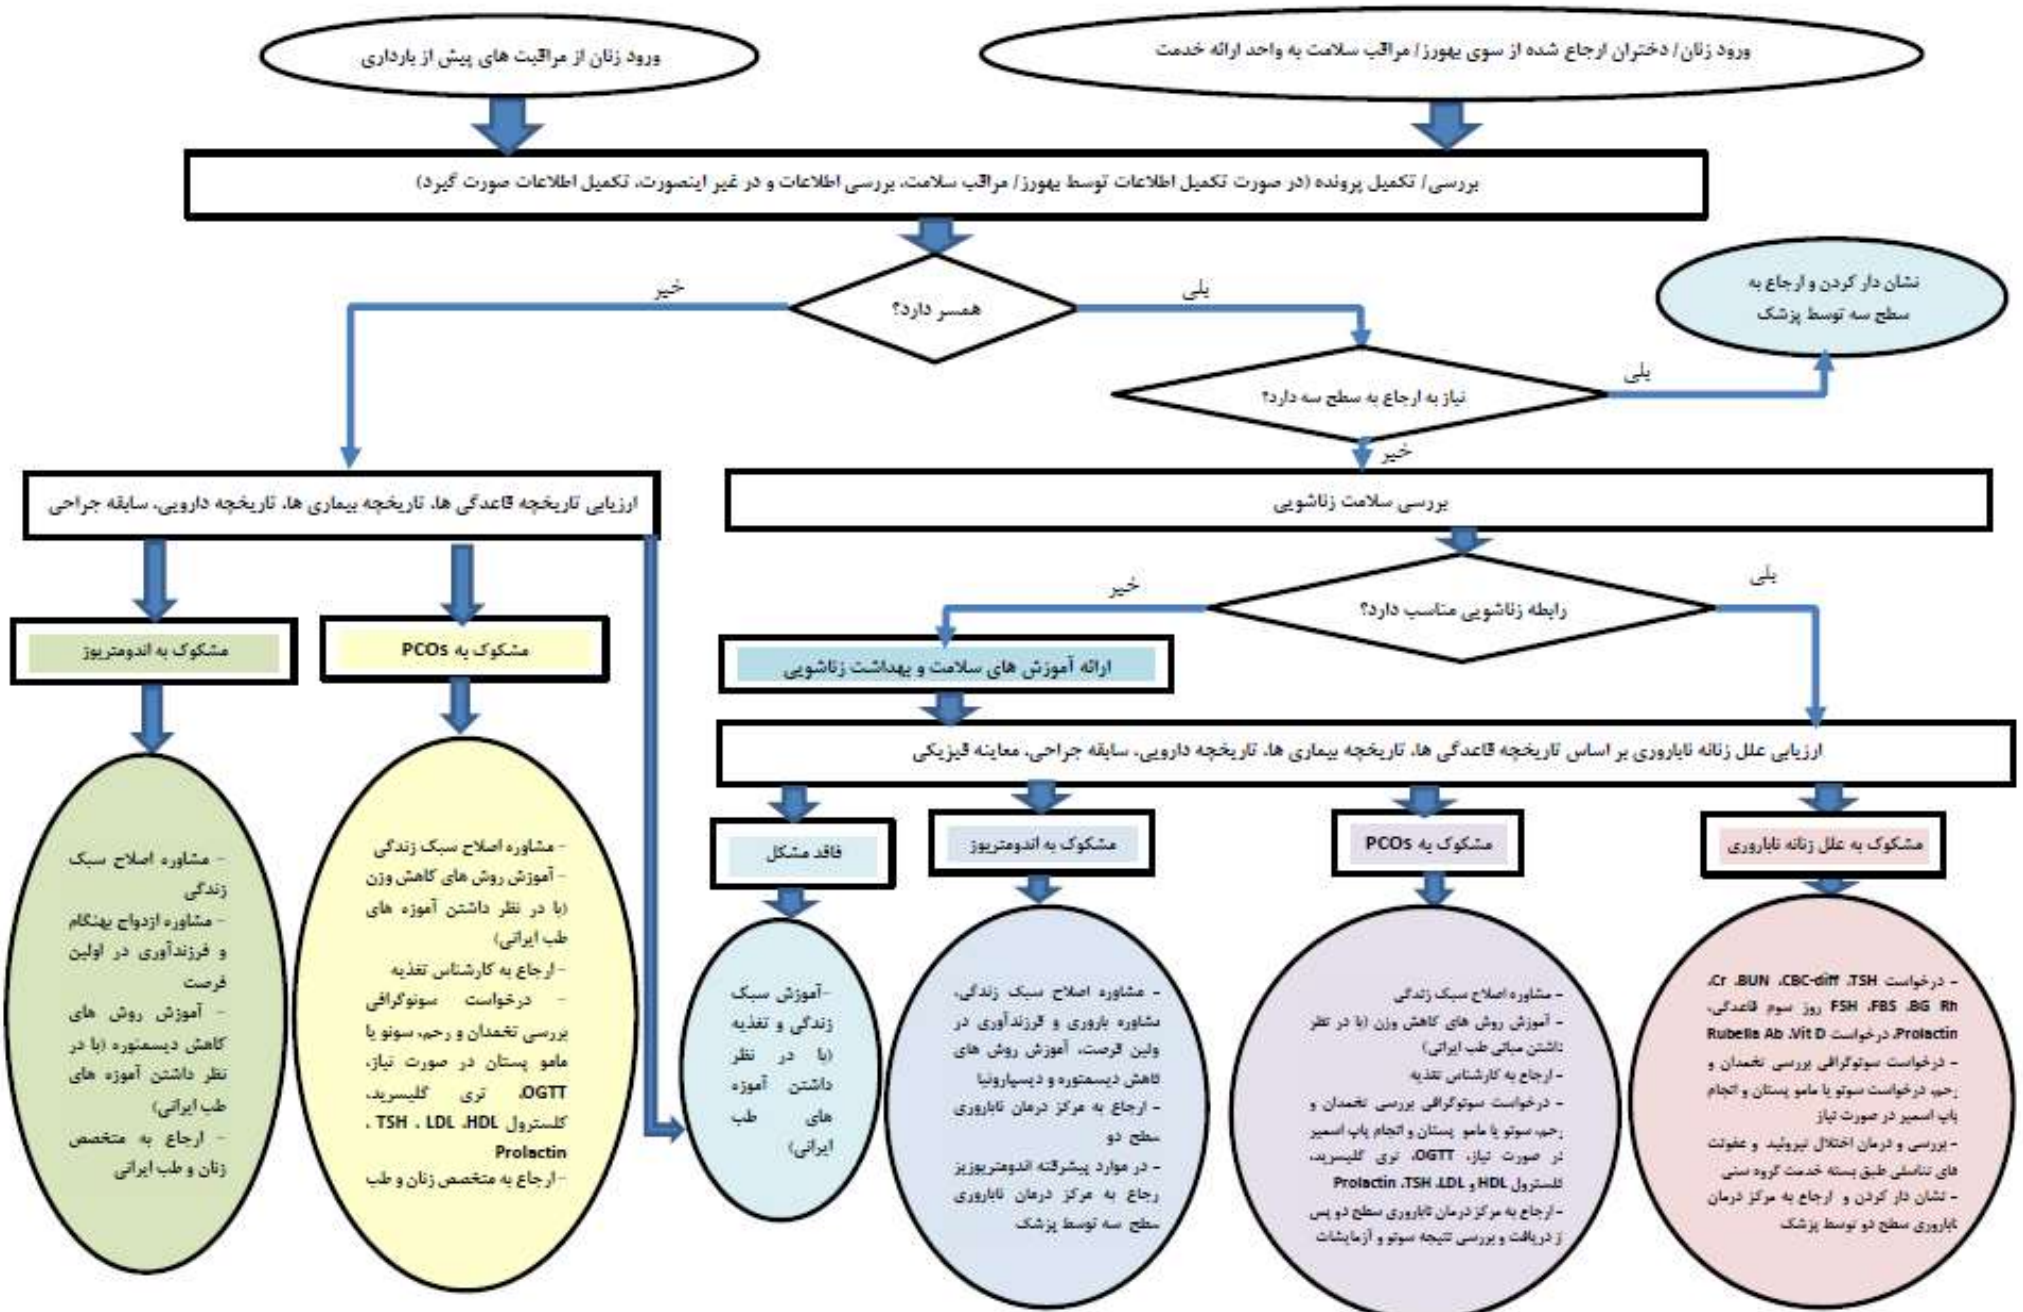 ورود زنان/ دختران ارجاع شده از سوی بهورز/ مراقب سلامت به واحد ارائه خدمت
ورود زنان از مراقبت های پیش از بارداری
بررسی/ تکمیل پرونده (در صورت تکمیل اطلاعات توسط بهورز/ مراقب سلامت، بررسی اطلاعات و در غیر اینصورت، تکمیل اطلاعات صورت گیرد)
همسر دارد؟
بلی
خیر
نیاز به ارجاع به سطح سه دارد؟
بلی
نشان دار کردن و ارجاع به
سطح سه توسط پزشک
خیر
بررسی سلامت زناشویی
رابطه زناشویی مناسب دارد؟
بلی
خیر
ارائه آموزش های سلامت و بهداشت زناشویی
ارزیابی علل زنانه ناباروری بر اساس تاریخچه قاعدگی ها، تاریخچه بیماری ها، تاریخچه دارویی، سابقه جراحی، معاینه فیزیکی
مشکوک به علل زنانه ناباروری
- درخواست TSH، CBC-diff، BUN، Cr،
BG Rh، FBS، FSH روز سوم قاعدگی،
Prolactin، درخواست Vit D، Rubella Ab
- درخواست سونوگرافی بررسی تخمدان و
رحم، درخواست سونو یا مامو پستان و انجام
پاپ اسمیر در صورت نیاز
- بررسی و درمان اختلال تیروئید و عفونت
های تناسلی طبق بسته خدمت گروه سنی
- نشان دار کردن و ارجاع به مرکز درمان
ناباروری سطح دو توسط پزشک
مشکوک به PCOs
- مشاوره اصلاح سبک زندگی
- آموزش روش های کاهش وزن (با در نظر
داشتن مبانی طب ایرانی)
- ارجاع به کارشناس تغذیه
- درخواست سونوگرافی بررسی تخمدان و
رحم، سونو یا مامو پستان و انجام پاپ اسمیر
در صورت نیاز، OGTT، تری گلیسرید،
کلسترول HDL و LDL، TSH، Prolactin
- ارجاع به مرکز درمان ناباروری سطح دو پس
از دریافت و بررسی نتیجه سونو و آزمایشات
مشکوک به اندومتریوز
- مشاوره اصلاح سبک زندگی،
مشاوره باروری و فرزندآوری در
ولین فرصت، آموزش روش های
کاهش دیسمنوره و دیسپارونیا
- ارجاع به مرکز درمان ناباروری
سطح دو
- در موارد پیشرفته اندومتریوزیز
رجاع به مرکز درمان ناباروری
سطح سه توسط پزشک
فاقد مشکل
-آموزش سبک
زندگی و تغذیه
(با در نظر
داشتن آموزه
های طب
ایرانی)
ارزیابی تاریخچه قاعدگی ها، تاریخچه بیماری ها، تاریخچه دارویی، سابقه جراحی
مشکوک به PCOs
- مشاوره اصلاح سبک زندگی
- آموزش روش های کاهش وزن
(با در نظر داشتن آموزه های
طب ایرانی)
- ارجاع به کارشناس تغذیه
- درخواست سونوگرافی
بررسی تخمدان و رحم، سونو یا
مامو پستان در صورت نیاز،
OGTT، تری گلیسرید،
کلسترول HDL، LDL ، TSH ،
Prolactin
-ارجاع به متخصص زنان و طب
مشکوک به اندومتریوز
- مشاوره اصلاح سبک
زندگی
- مشاوره ازدواج بهنگام
و فرزندآوری در اولین
فرصت
- آموزش روش های
کاهش دیسمنوره (با در
نظر داشتن آموزه های
طب ایرانی)
- ارجاع به متخصص
زنان و طب ایرانی